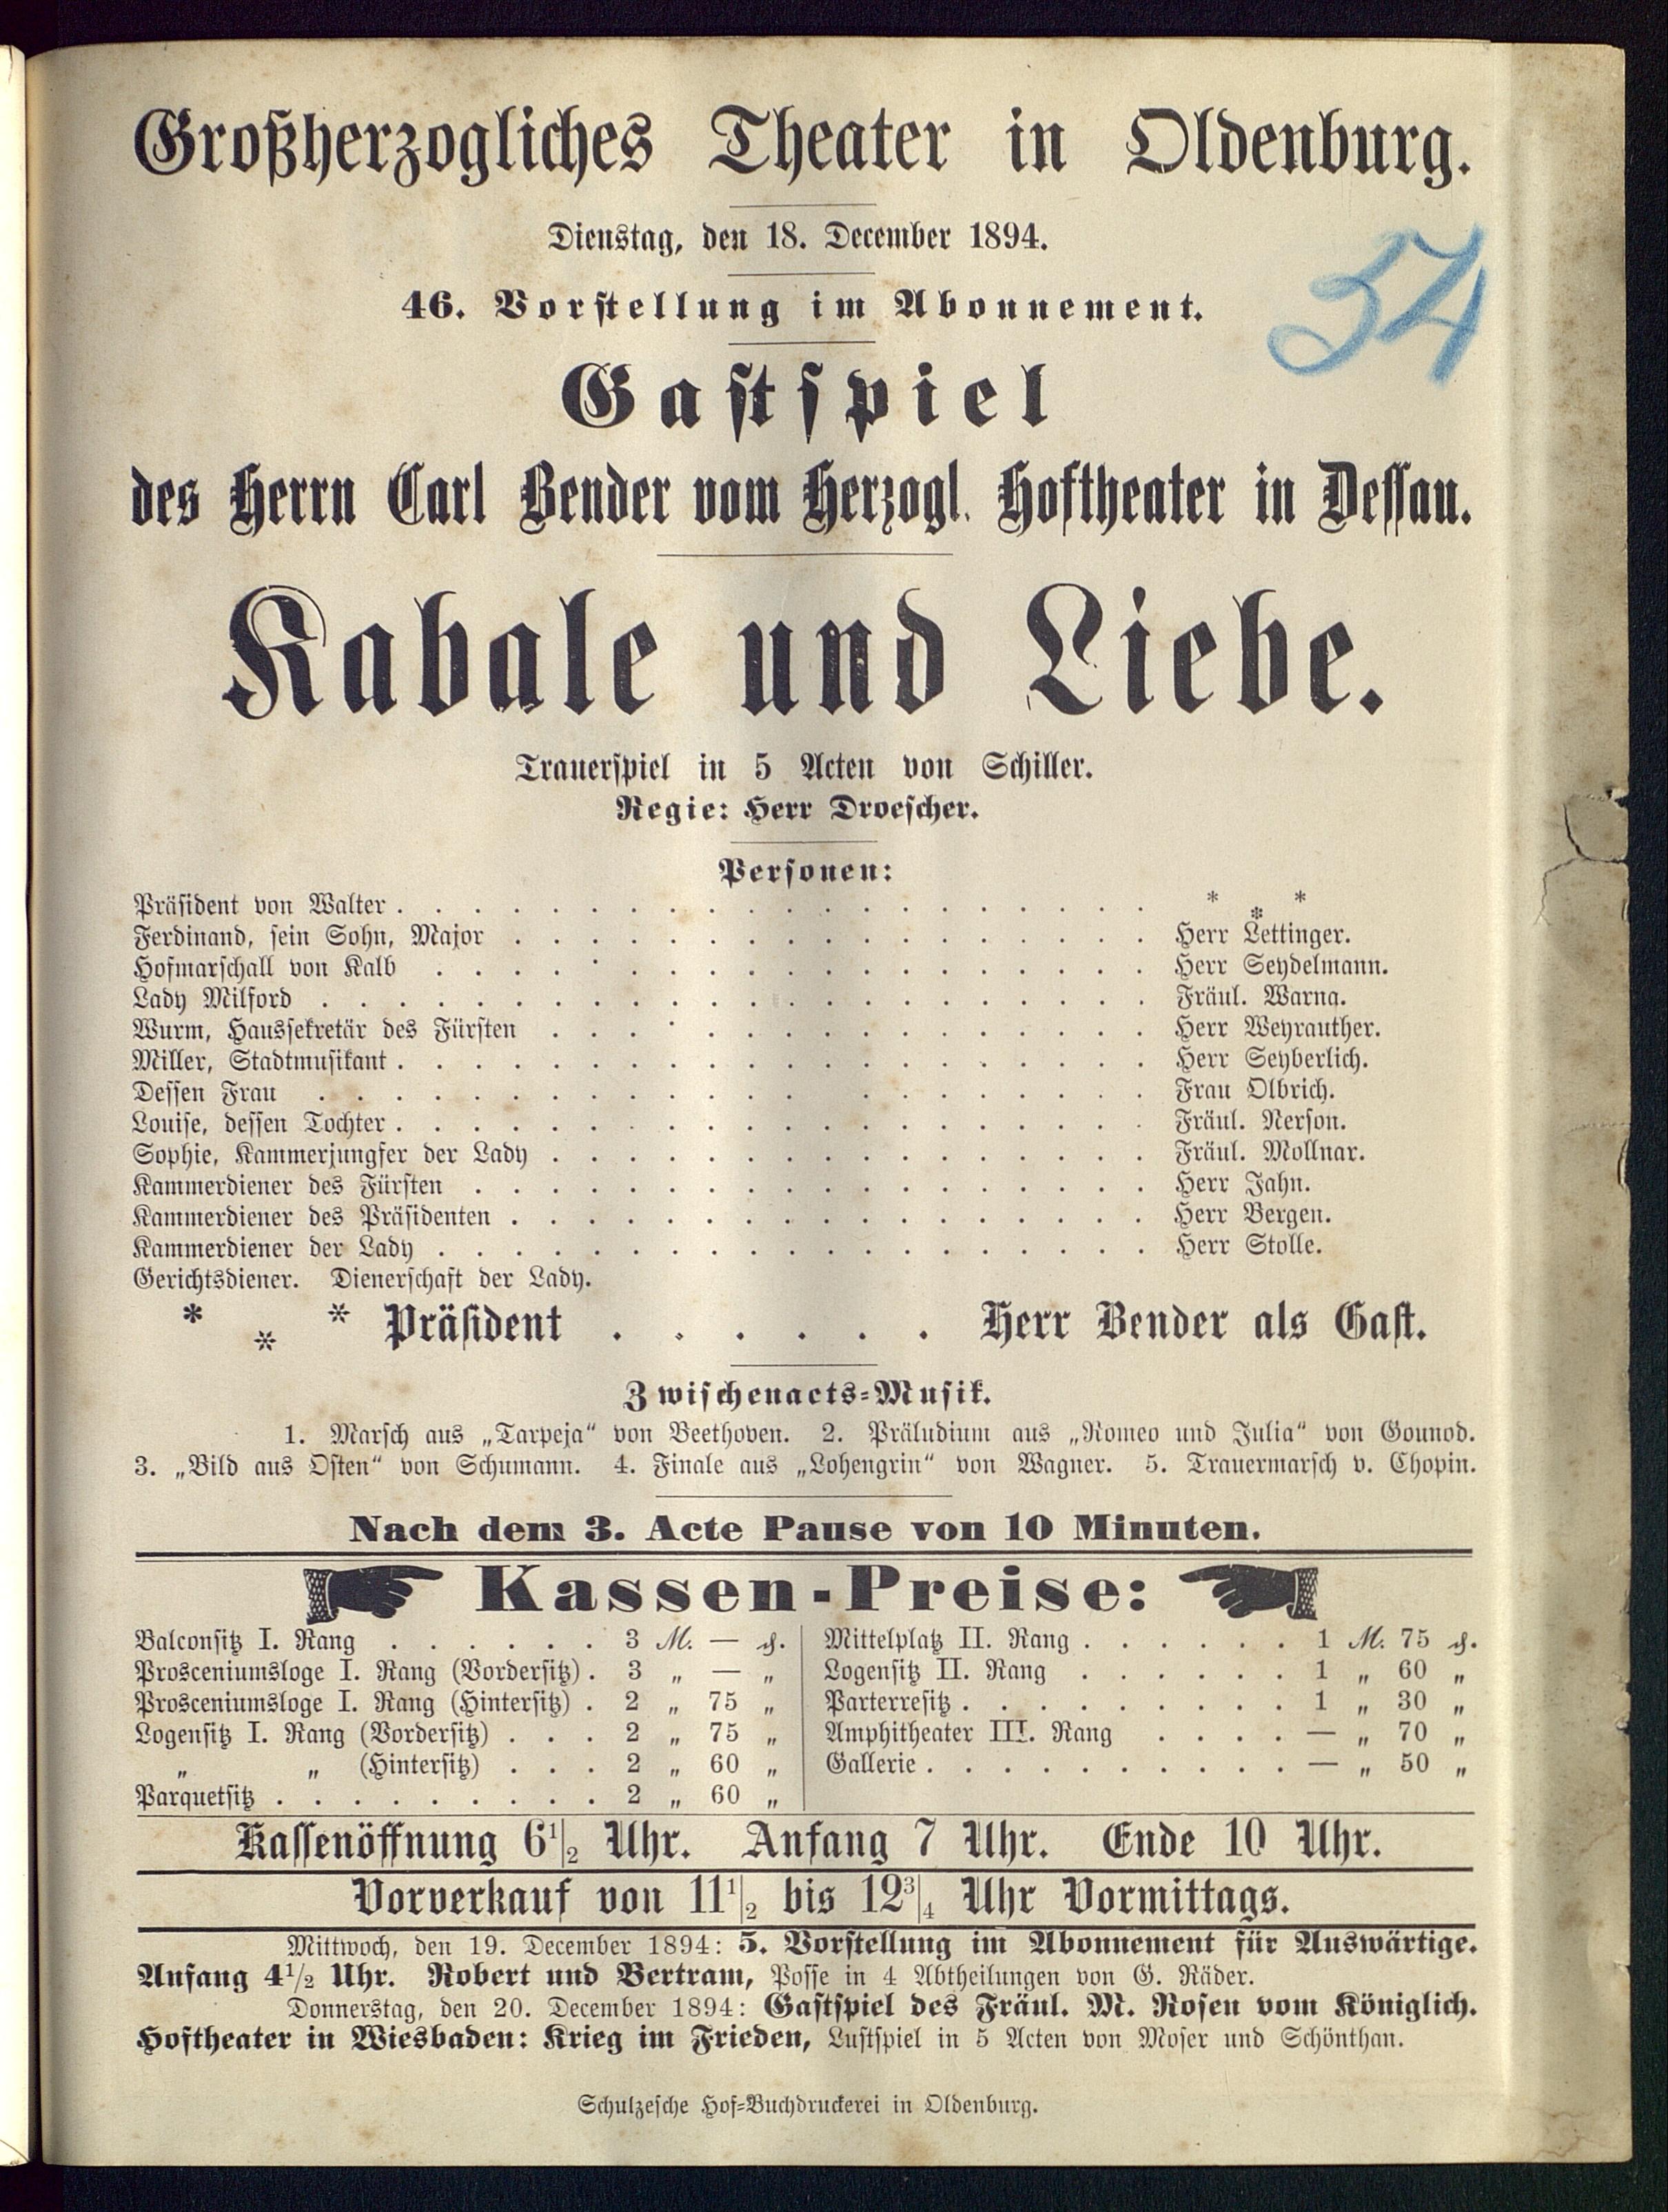 Großherzogliches Theater in Oldenburg.
Dienstag, den 18. December 1894.
54
46. Vorstellung im Abonnement.
Gastspiel
des Herrn Carl Bender vom Herzogl. Hoftheater in Dessau.
Kabale und Liebe.
Trauerspiel in 5 Acten von Schiller.
Regie: Herr Droescher.
Personen:
Präsident von Walter . . . . . . . . . . * * *
Ferdinand, sein Sohn, Major . . . . . . . . . . Herr Lettinger.
Hofmarschall von Kalb . . . . . . . . . . Herr Seydelmann.
Lady Milford . . . . . . . . . . Fräul. Warna.
Wurm, Haussekretär des Fürsten . . . . . . . . . . Herr Weyrauther.
Miller, Stadtmusikant . . . . . . . . . . Herr Seyberlich.
Dessen Frau . . . . . . . . . . Frau Olbrich.
Louise, dessen Tochter . . . . . . . . . . Fräul. Nerson.
Sophie, Kammerjungfer der Lady . . . . . . . . . . Fräul. Mollnar.
Kammerdiener des Fürsten . . . . . . . . . . Herr Jahn.
Kammerdiener des Präsidenten . . . . . . . . . . Herr Bergen.
Kammerdiener der Lady . . . . . . . . . . Herr Stolle.
Gerichtsdiener. Dienerschaft der Lady.
* * * Präsident . . . . . . Herr Bender als Gast.
Zwischenacts-Musik.
1. Marsch aus „Tarpeja“ von Beethoven. 2. Präludium aus „Romeo und Julia“ von Gounod.
3. „Bild aus Osten“ von Schumann. 4. Finale aus „Lohengrin“ von Wagner. 5. Trauermarsch v. Chopin.
Nach dem 3. Acte Pause von 10 Minuten.
Kassen-Preise:
Balconsitz I. Rang . . . . . . 3 M. — ₰.
Prosceniumsloge I. Rang (Vordersitz) . 3 „ — „
Prosceniumsloge I. Rang (Hintersitz) . 2 „ 75 „
Logensitz I. Rang (Vordersitz) . . . 2 „ 75 „
„ „ (Hintersitz) . . . 2 „ 60 „
Parquetsitz . . . . . . . . . 2 „ 60 „
Mittelplatz II. Rang . . . . . . 1 M. 75 ₰.
Logensitz II. Rang . . . . . . 1 „ 60 „
Parterresitz . . . . . . . . . 1 „ 30 „
Amphitheater III. Rang . . . . — „ 70 „
Gallerie . . . . . . . . . . — „ 50 „
Kassenöffnung 6 1/2 Uhr. Anfang 7 Uhr. Ende 10 Uhr.
Vorverkauf von 11 1/2 bis 12 3/4 Uhr Vormittags.
Mittwoch, den 19. December 1894: 5. Vorstellung im Abonnement für Auswärtige.
Anfang 4 1/2 Uhr. Robert und Bertram, Posse in 4 Abtheilungen von G. Räder.
Donnerstag, den 20. December 1894: Gastspiel des Fräul. M. Rosen vom Königlich.
Hoftheater in Wiesbaden: Krieg im Frieden, Lustspiel in 5 Acten von Moser und Schönthan.
Schulzesche Hof-Buchdruckerei in Oldenburg.